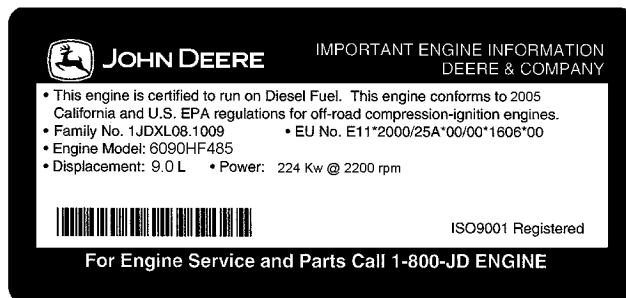 JOHN DEERE
IMPORTANT ENGINE INFORMATION
DEERE & COMPANY
• This engine is certified to run on Diesel Fuel. This engine conforms to 2005
California and U.S. EPA regulations for off-road compression-ignition engines.
• Family No. 1JDXL08.1009 • EU No. E11*2000/25A*00/00*1606*00
• Engine Model: 6090HF485
• Displacement: 9.0 L • Power: 224 Kw @ 2200 rpm
ISO9001 Registered
For Engine Service and Parts Call 1-800-JD ENGINE